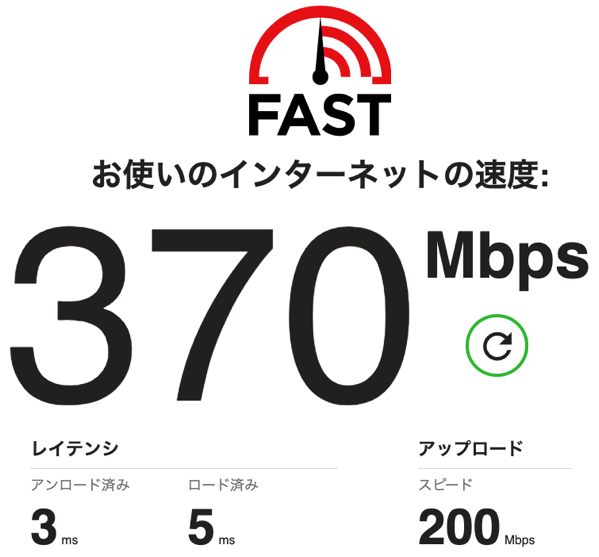 FAST
お使いのインターネットの速度:
370 Mbps
レイテンシ アップロード
アンロード済み ロード済み スピード
3 ms 5 ms 200 Mbps